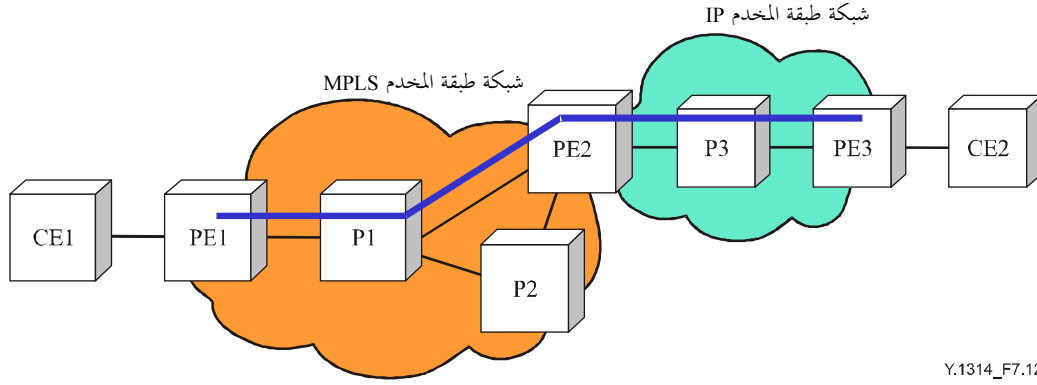 شبكة طبقة المخدم IP
شبكة طبقة المخدم MPLS
PE2
P3
PE3
CE2
CE1
PE1
P1
P2
Y.1314_F7.12